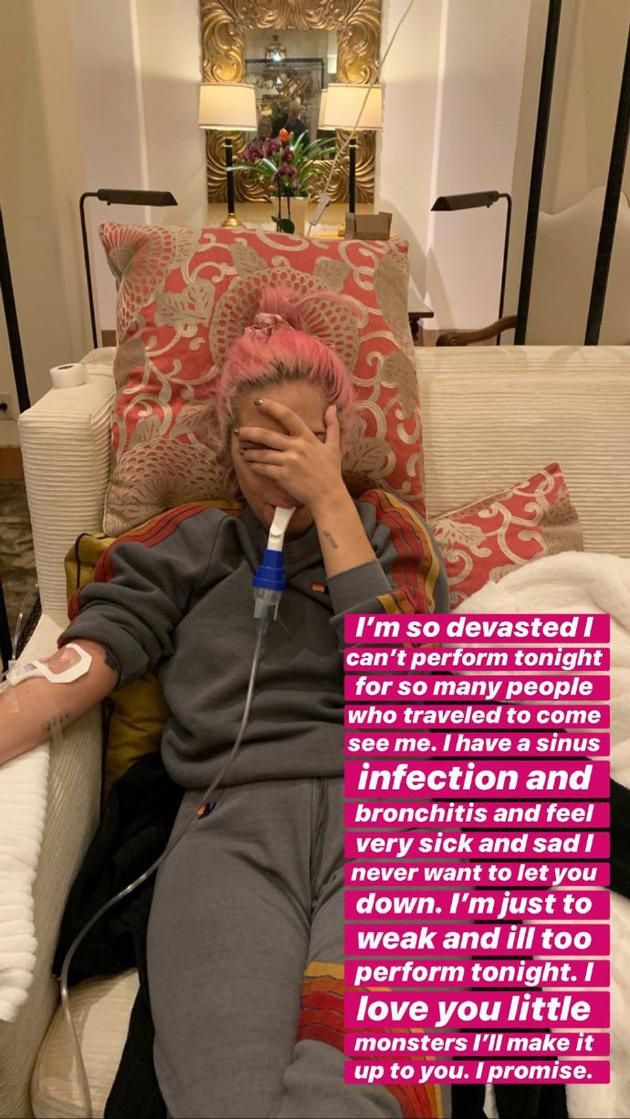 I'm so devasted I
can't perform tonight
for so many people
who traveled to come
see me. I have a sinus
infection and
bronchitis and feel
very sick and sad I
never want to let you
down. I'm just to
weak and ill too
perform tonight. I
love you little
monsters I'll make it
up to you. I promise.